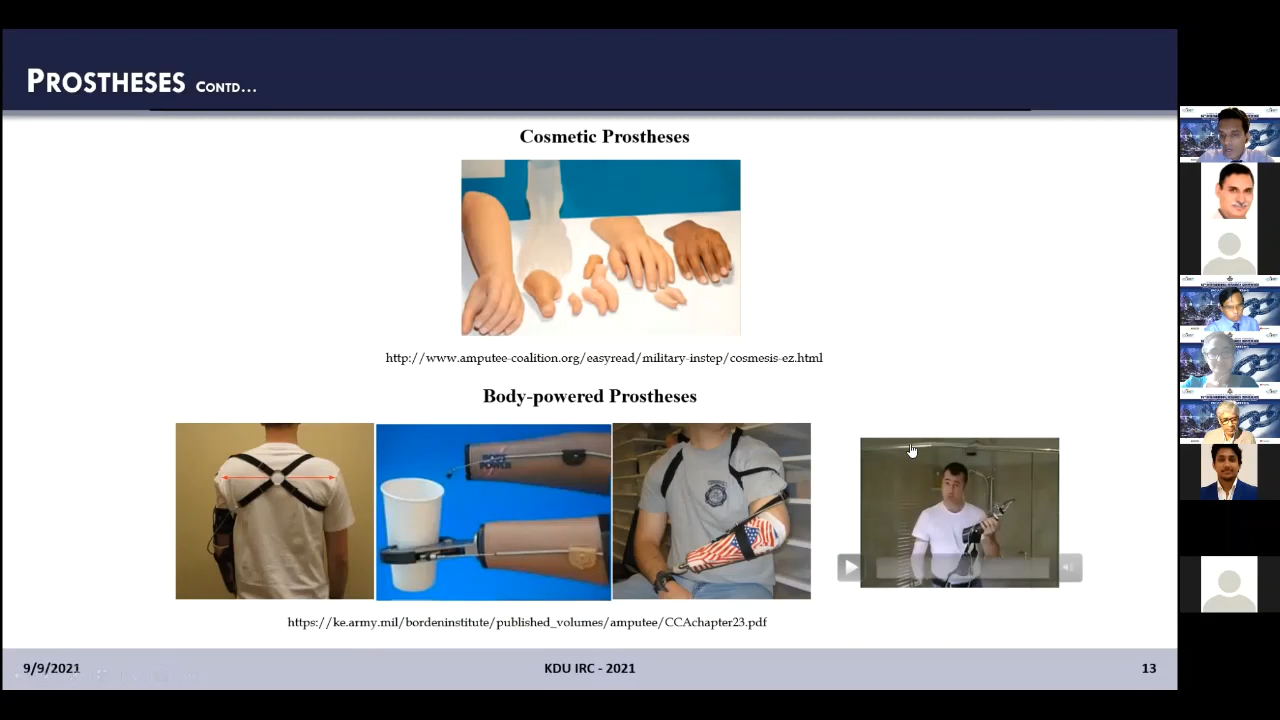 PROSTHESES CONTD...
Cosmetic Prostheses
http://www.amputee-coalition.org/easyread/military-instep/cosmesis-ez.html
Body-powered Prostheses
https://ke.army.mil/bordeninstitute/published_volumes/amputee/CCAchapter23.pdf
9/9/2021
KDU IRC - 2021
13